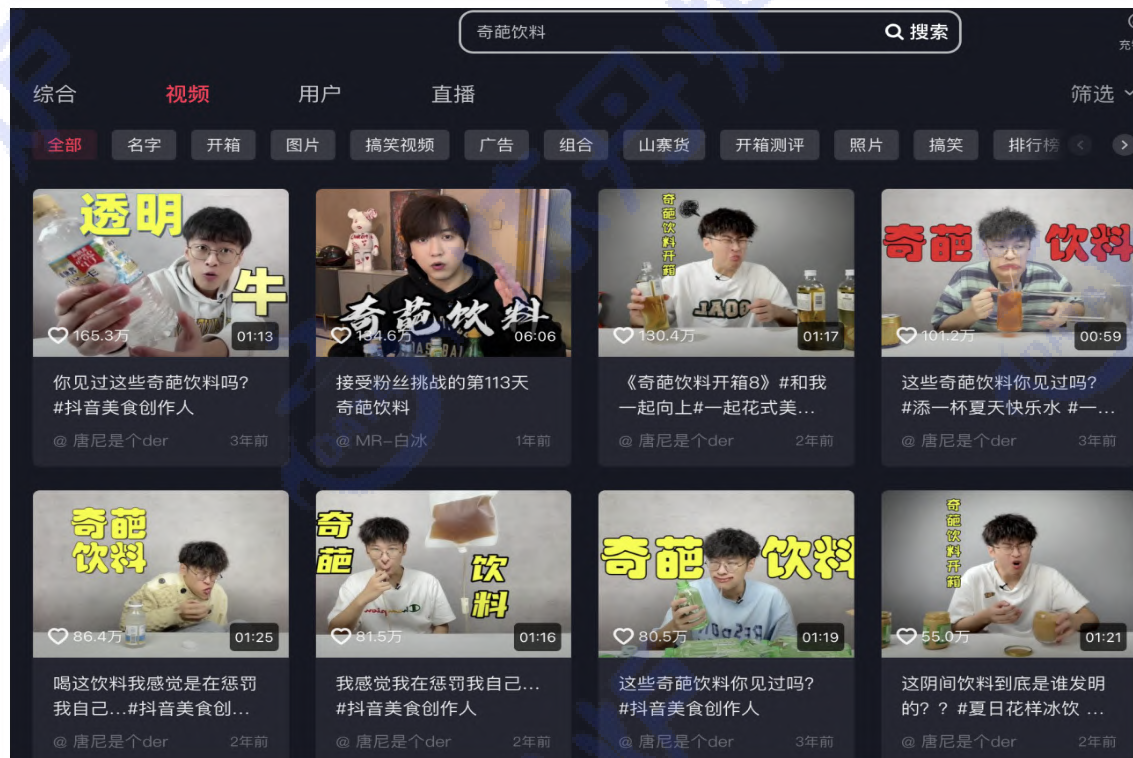 奇葩饮料
搜索
综合 视频 用户 直播 筛选
全部 名字 开箱 图片 搞笑视频 广告 组合 山寨货 开箱测评 照片 搞笑 排行榜
透明
牛
165.3万 01:13
你见过这些奇葩饮料吗?
#抖音美食创作人
@ 唐尼是个der 3年前
奇葩饮料
134.6万 06:06
接受粉丝挑战的第113天
奇葩饮料
@ MR-白冰 1年前
奇葩饮料开箱
130.4万 01:17
《奇葩饮料开箱8》#和我
一起向上#一起花式美...
@ 唐尼是个der 2年前
奇葩 饮料
101.2万 00:59
这些奇葩饮料你见过吗?
#添一杯夏天快乐水 #一...
@ 唐尼是个der 3年前
奇葩
饮料
86.4万 01:25
喝这饮料我感觉是在惩罚
我自己...#抖音美食创...
@ 唐尼是个der 2年前
奇葩
饮料
81.5万 01:16
我感觉我在惩罚我自己...
#抖音美食创作人
@ 唐尼是个der 2年前
奇葩 饮料
80.5万 01:19
这些奇葩饮料你见过吗?
#抖音美食创作人
@ 唐尼是个der 3年前
奇葩饮料开箱
55.0万 01:21
这阴间饮料到底是谁发明
的? ? #夏日花样冰饮 ...
@ 唐尼是个der 2年前